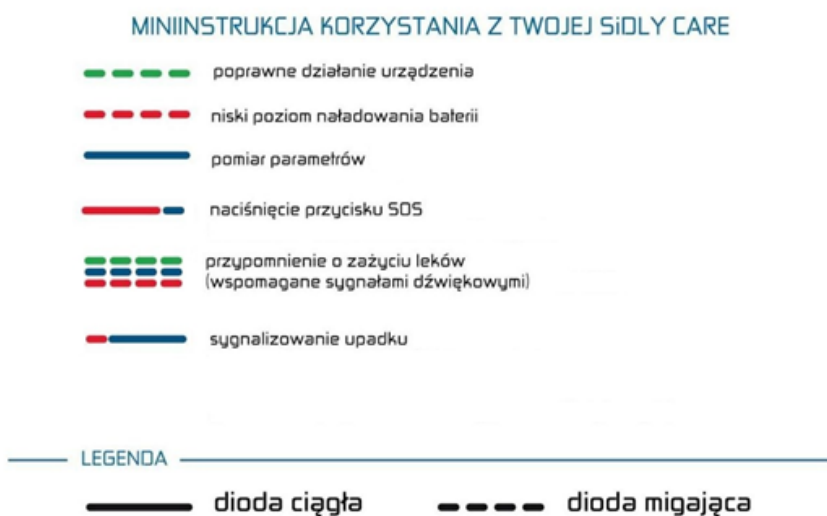 MINIINSTRUKCJA KORZYSTANIA Z TWOJEJ SiDLY CARE
poprawne działanie urządzenia
niski poziom naładowania baterii
pomiar parametrów
naciśnięcie przycisku SOS
przypomnienie o zażyciu leków
(wspomagane sygnałami dźwiękowymi)
sygnalizowanie upadku
LEGENDA
dioda ciągła
dioda migająca